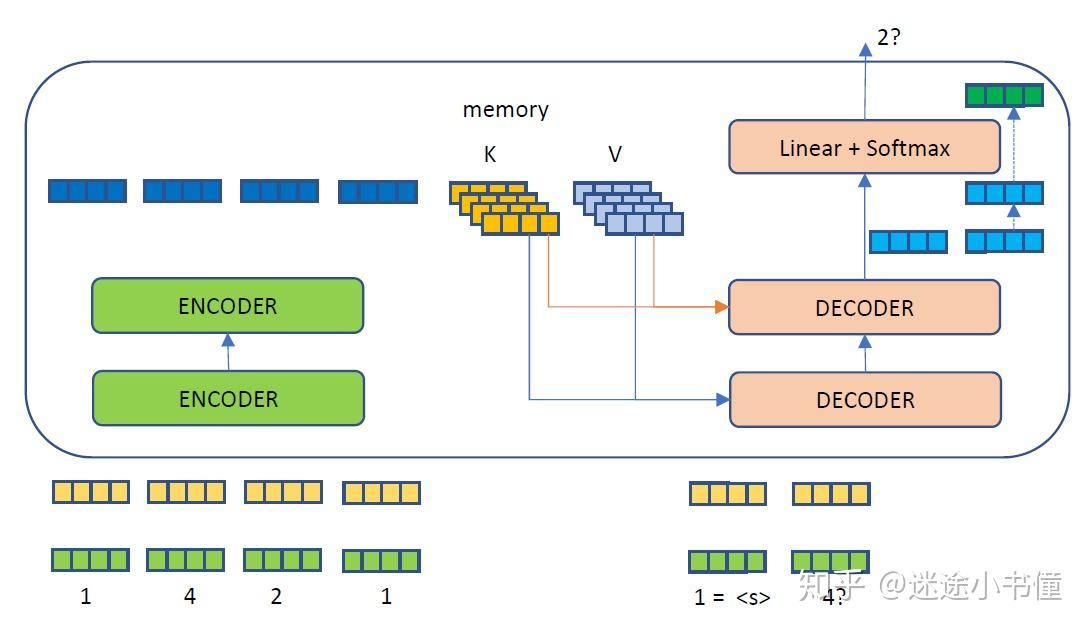 2?
memory
K V
Linear + Softmax
ENCODER
DECODER
ENCODER
DECODER
1 4 2 1
1 = <s> 4?
知乎 @迷途小书僮